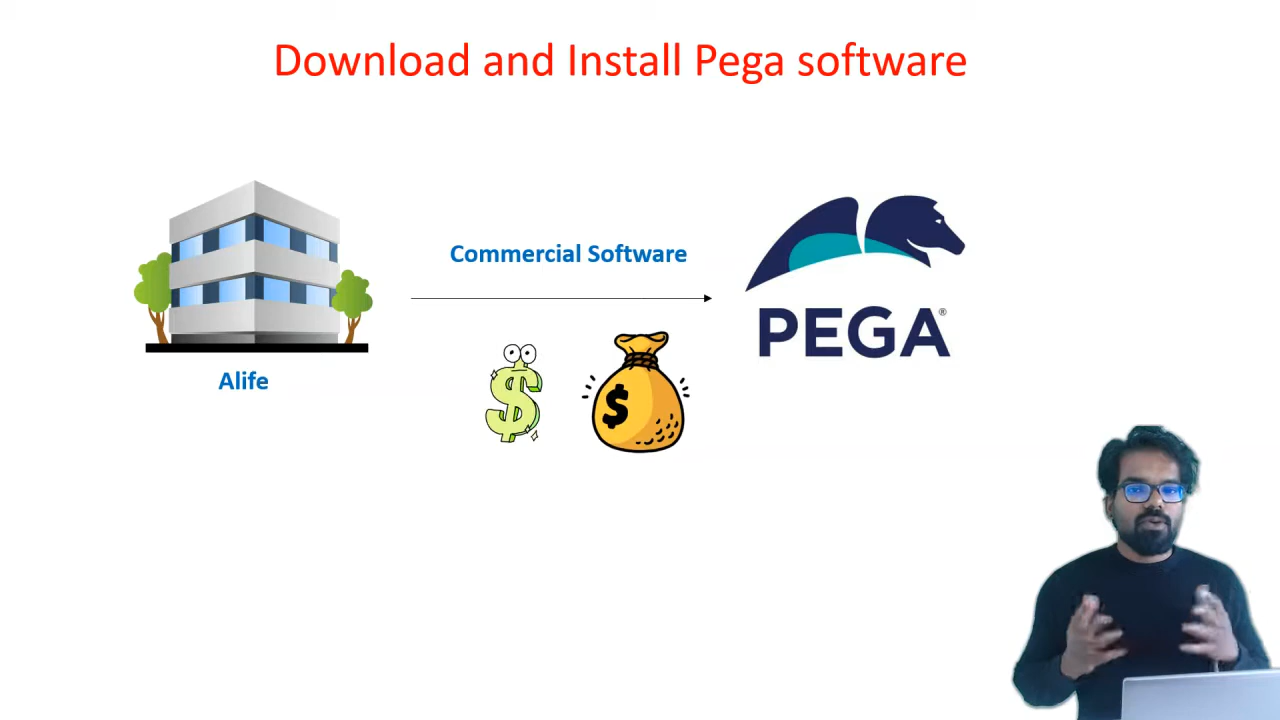 Download and Install Pega software
Commercial Software
PEGA®
Alife
$
$